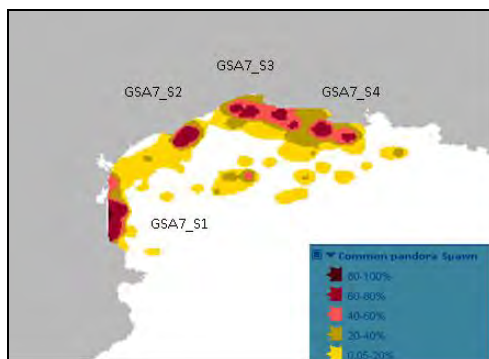 GSA7_S3
GSA7_S2
GSA7_S4
GSA7_S1
Common pandora Spawn
80-100%
60-80%
40-60%
20-40%
0.05-20%